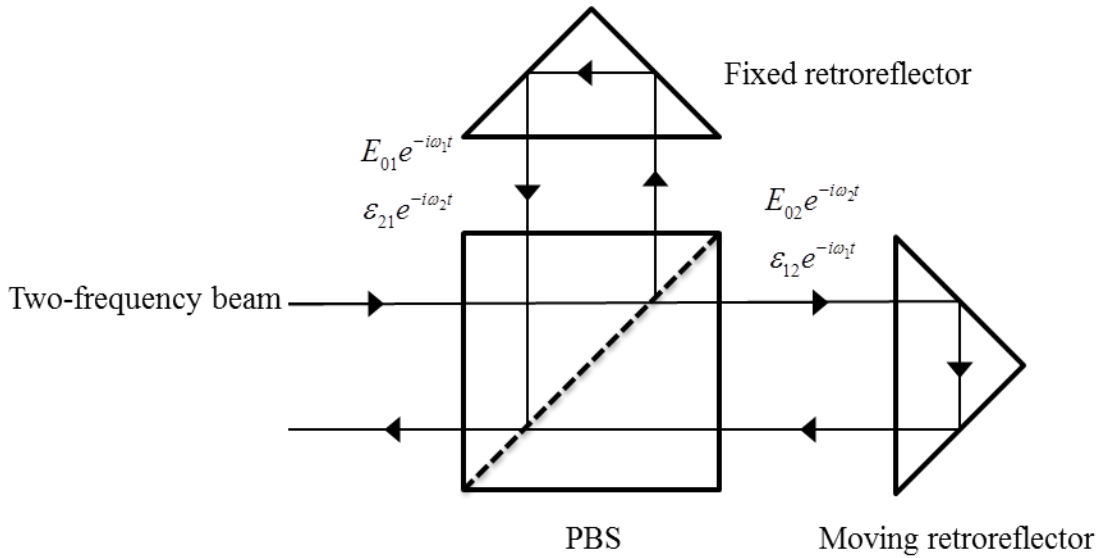 Fixed retroreflector
E₀₁e^{-iω₁t}
ε₂₁e^{-iω₂t}
E₀₂e^{-iω₂t}
ε₁₂e^{-iω₁t}
Two-frequency beam
PBS
Moving retroreflector